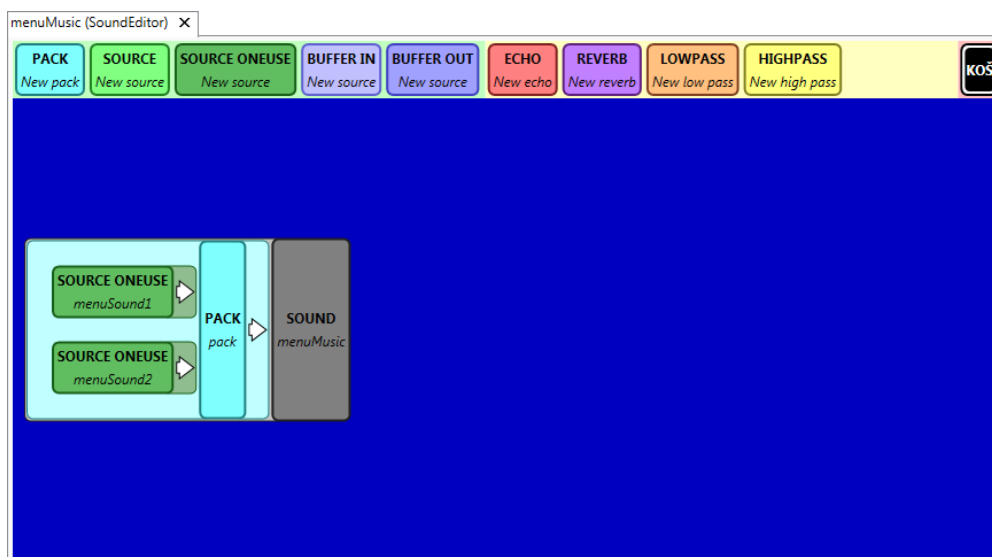 menuMusic (SoundEditor) X
PACK SOURCE SOURCE ONEUSE BUFFER IN BUFFER OUT ECHO REVERB LOWPASS HIGHPASS
New pack New source New source New source New source New echo New reverb New low pass New high pass
KOŠ
SOURCE ONEUSE
menuSound1
PACK
pack
SOUND
menuMusic
SOURCE ONEUSE
menuSound2